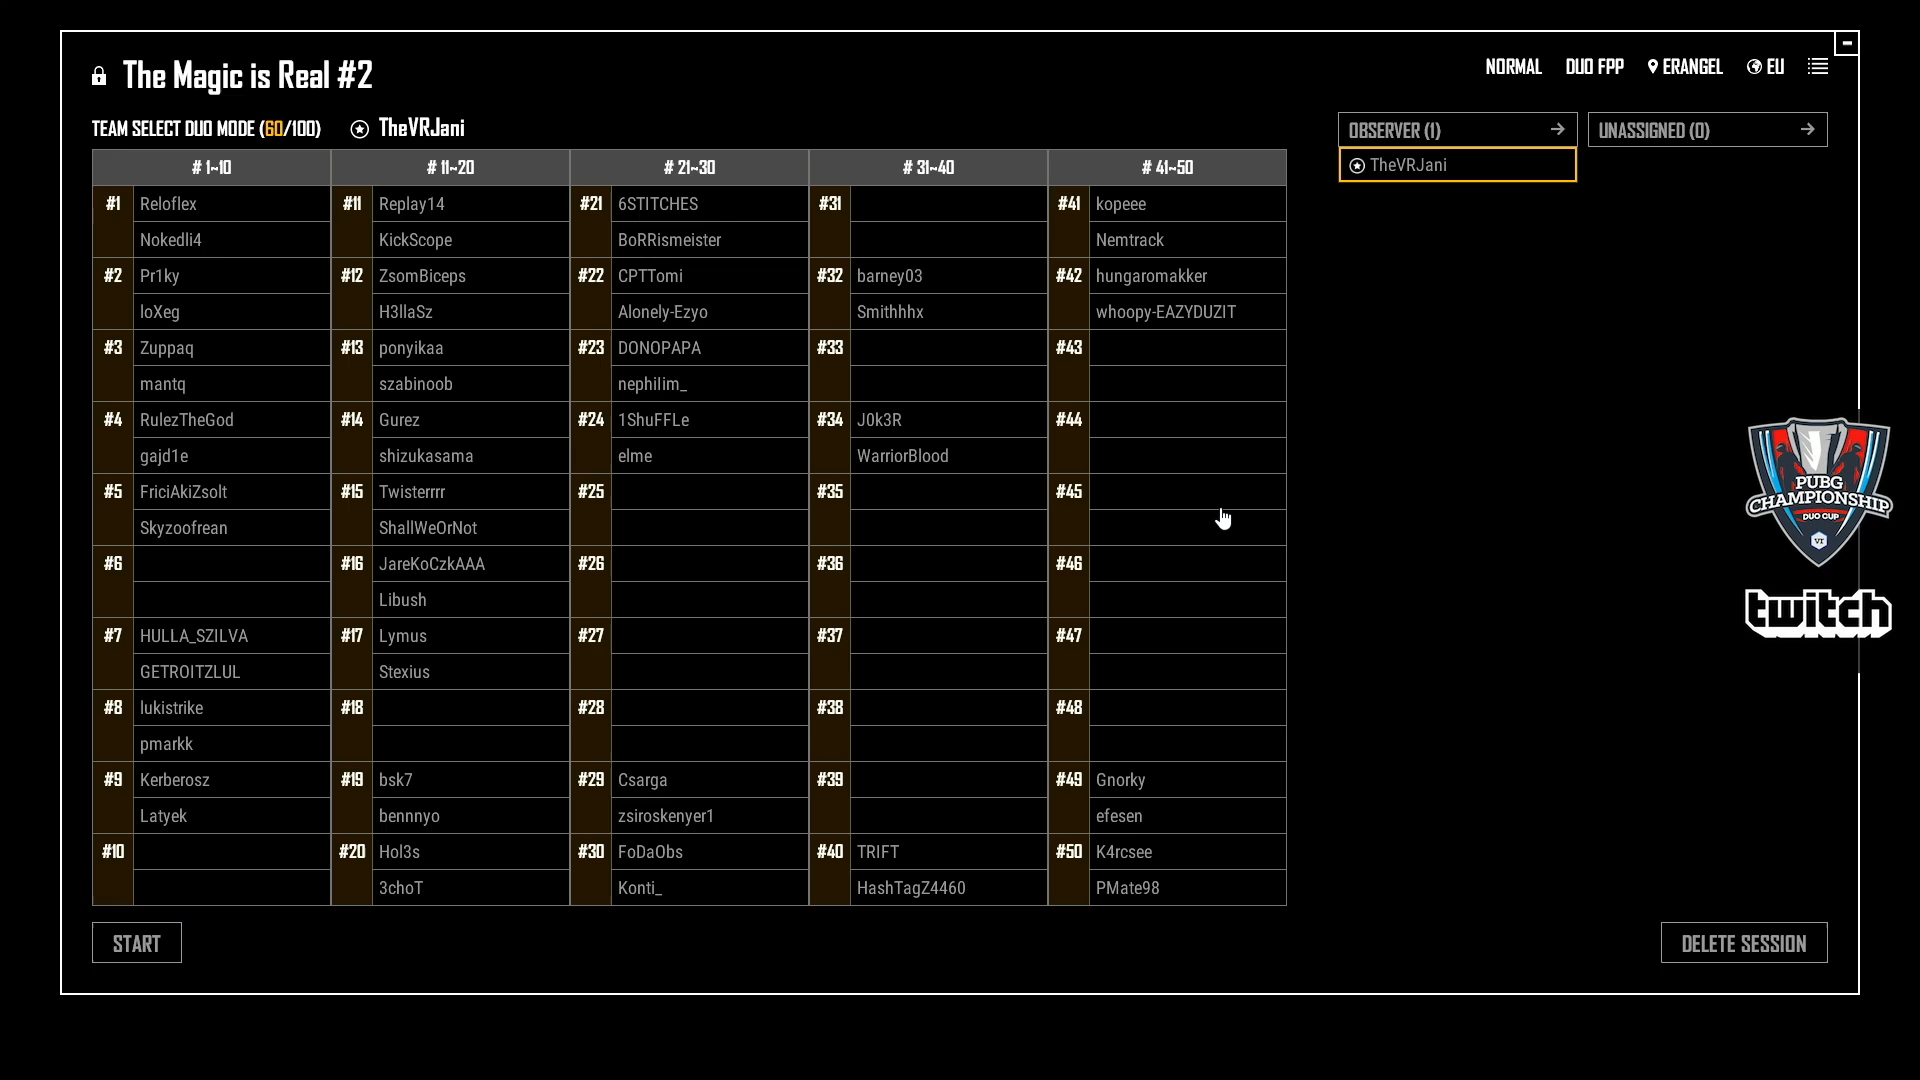 The Magic is Real #2
NORMAL DUO FPP ERANGEL EU
TEAM SELECT DUO MODE (60/100) TheVRJani
OBSERVER (1) UNASSIGNED (0)
TheVRJani
# 1~10
#1 Reloflex
Nokedli4
#2 Pr1ky
loXeg
#3 Zuppaq
mantq
#4 RulezTheGod
gajd1e
#5 FriciAkiZsolt
Skyzoofrean
#6
#7 HULLA_SZILVA
GETROITZLUL
#8 lukistrike
pmarkk
#9 Kerberosz
Latyek
#10
# 11~20
#11 Replay14
KickScope
#12 ZsomBiceps
H3llaSz
#13 ponyikaa
szabinoob
#14 Gurez
shizukasama
#15 Twisterrrr
ShallWeOrNot
#16 JareKoCzkAAA
Libush
#17 Lymus
Stexius
#18
#19 bsk7
bennnyo
#20 Hol3s
3choT
# 21~30
#21 6STITCHES
BoRRismeister
#22 CPTTomi
Alonely-Ezyo
#23 DONOPAPA
nephilim_
#24 1ShuFFLe
elme
#25
#26
#27
#28
#29 Csarga
zsiroskenyer1
#30 FoDaObs
Konti_
# 31~40
#31
#32 barney03
Smithhhx
#33
#34 J0k3R
WarriorBlood
#35
#36
#37
#38
#39
#40 TRIFT
HashTagZ4460
# 41~50
#41 kopeee
Nemtrack
#42 hungaromakker
whoopy-EAZYDUZIT
#43
#44
#45
#46
#47
#48
#49 Gnorky
efesen
#50 K4rcsee
PMate98
PUBG
CHAMPIONSHIP
DUO CUP
vr
twitch
START
DELETE SESSION